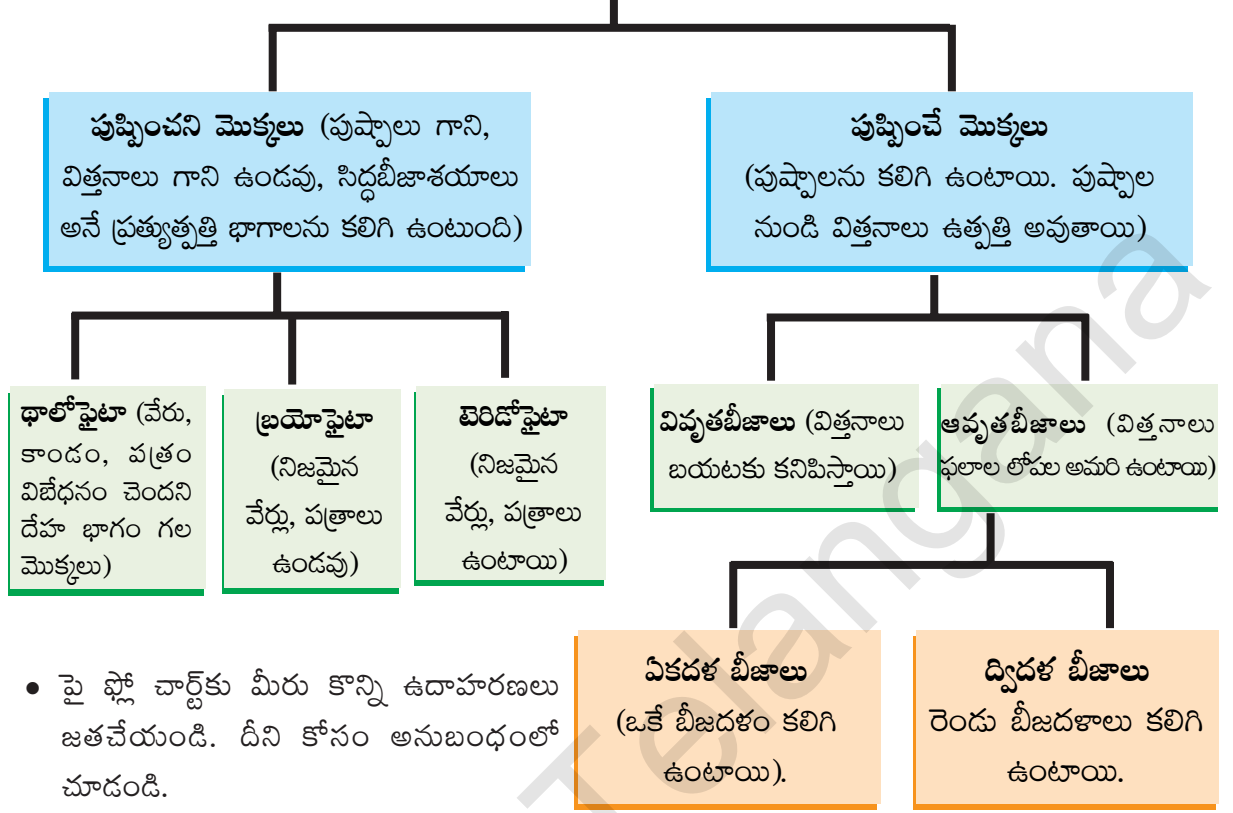 పుష్పించని మొక్కలు (పుష్పాలు గాని,
విత్తనాలు గాని ఉండవు, సిద్ధబీజాశయాలు
అనే ప్రత్యుత్పత్తి భాగాలను కలిగి ఉంటుంది)
పుష్పించే మొక్కలు
(పుష్పాలను కలిగి ఉంటాయి. పుష్పాల
నుండి విత్తనాలు ఉత్పత్తి అవుతాయి)
థాలోఫైటా (వేరు,
కాండం, పత్రం
విబేధనం చెందని
దేహ భాగం గల
మొక్కలు)
బ్రయోఫైటా
(నిజమైన
వేర్లు, పత్రాలు
ఉండవు)
టెరిడోఫైటా
(నిజమైన
వేర్లు, పత్రాలు
ఉంటాయి)
వివృతబీజాలు (విత్తనాలు
బయటకు కనిపిస్తాయి)
ఆవృతబీజాలు (విత్తనాలు
ఫలాల లోపల అమరి ఉంటాయి)
ఏకదళ బీజాలు
(ఒకే బీజదళం కలిగి
ఉంటాయి).
ద్విదళ బీజాలు
రెండు బీజదళాలు కలిగి
ఉంటాయి.
• పై ఫ్లో చార్ట్‌కు మీరు కొన్ని ఉదాహరణలు
జతచేయండి. దీని కోసం అనుబంధంలో
చూడండి.
Telangana